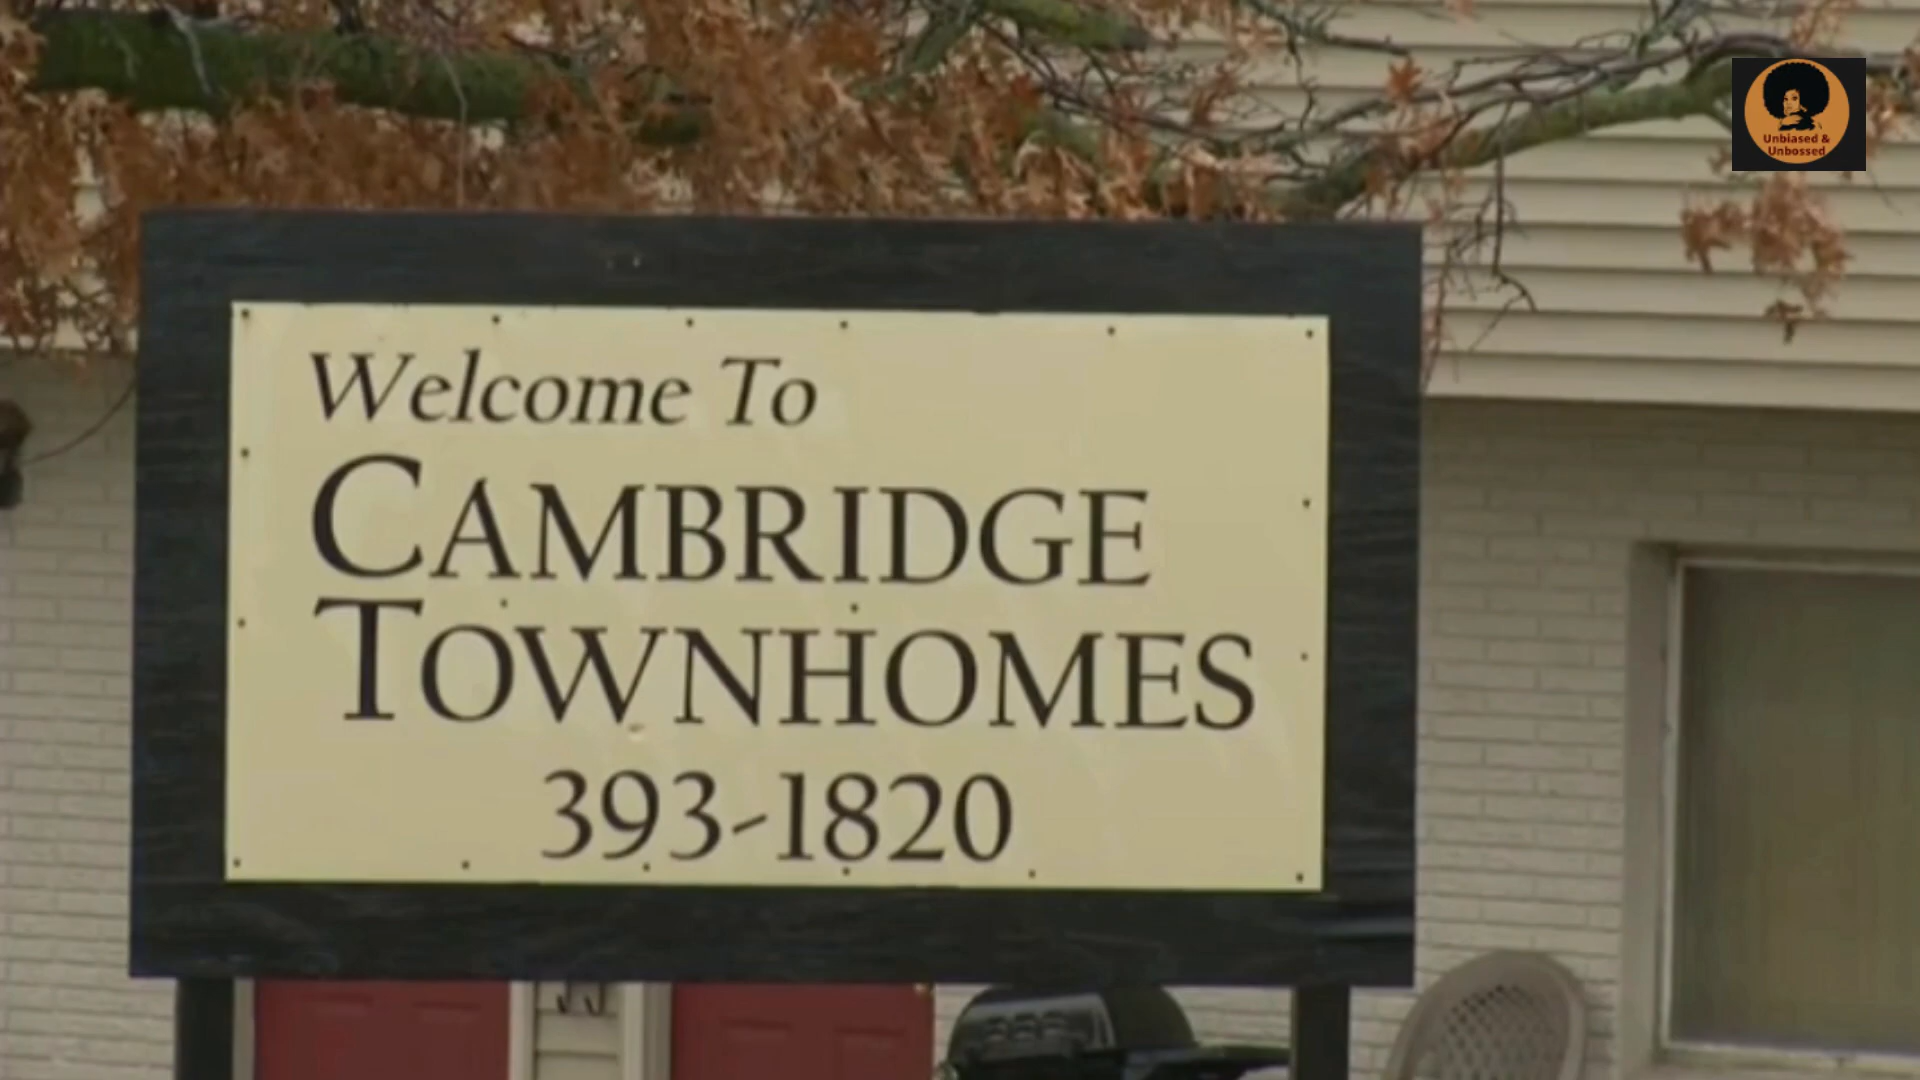 Unbiased &
Unbossed
Welcome To
CAMBRIDGE
TOWNHOMES
393-1820